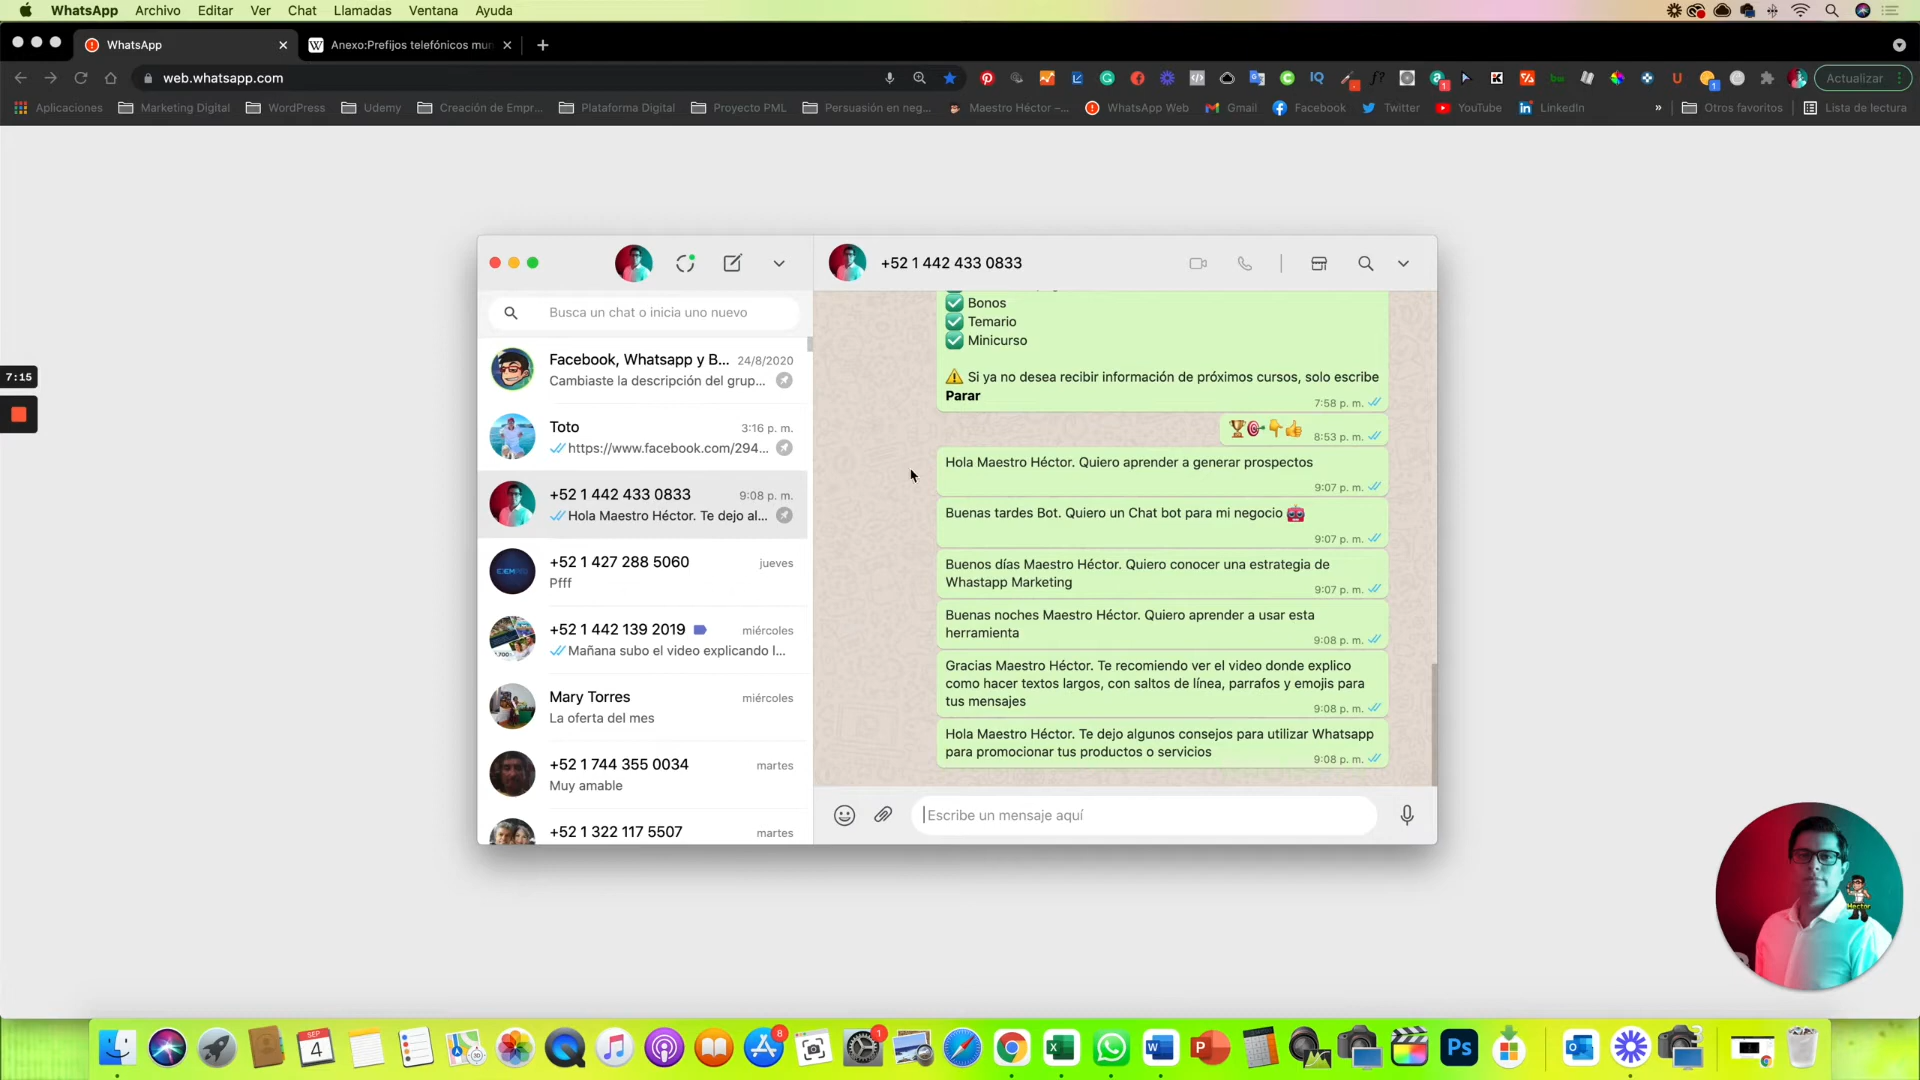 WhatsApp Archivo Editar Ver Chat Llamadas Ventana Ayuda
WhatsApp
Anexo:Prefijos telefónicos mun
web.whatsapp.com
Actualizar
Aplicaciones Marketing Digital WordPress Udemy Creación de Empr... Plataforma Digital Proyecto PML Persuasión en neg... Maestro Héctor –... WhatsApp Web Gmail Facebook Twitter YouTube LinkedIn » Otros favoritos Lista de lectura
7:15
Busca un chat o inicia uno nuevo
Facebook, Whatsapp y B... 24/8/2020
Cambiaste la descripción del grup...
Toto 3:16 p. m.
https://www.facebook.com/294...
+52 1 442 433 0833 9:08 p. m.
Hola Maestro Héctor. Te dejo al...
+52 1 427 288 5060 jueves
Pfff
+52 1 442 139 2019 miércoles
Mañana subo el video explicando l...
Mary Torres miércoles
La oferta del mes
+52 1 744 355 0034 martes
Muy amable
+52 1 322 117 5507 martes
+52 1 442 433 0833
✅ Bonos
✅ Temario
✅ Minicurso
⚠️ Si ya no desea recibir información de próximos cursos, solo escribe
Parar
7:58 p. m.
🏆🎯👇👍 8:53 p. m.
Hola Maestro Héctor. Quiero aprender a generar prospectos
9:07 p. m.
Buenas tardes Bot. Quiero un Chat bot para mi negocio 🤖
9:07 p. m.
Buenos días Maestro Héctor. Quiero conocer una estrategia de
Whastapp Marketing
9:07 p. m.
Buenas noches Maestro Héctor. Quiero aprender a usar esta
herramienta
9:08 p. m.
Gracias Maestro Héctor. Te recomiendo ver el video donde explico
como hacer textos largos, con saltos de línea, parrafos y emojis para
tus mensajes
9:08 p. m.
Hola Maestro Héctor. Te dejo algunos consejos para utilizar Whatsapp
para promocionar tus productos o servicios
9:08 p. m.
Escribe un mensaje aquí
Héctor
SEP
4
8
1
Ps